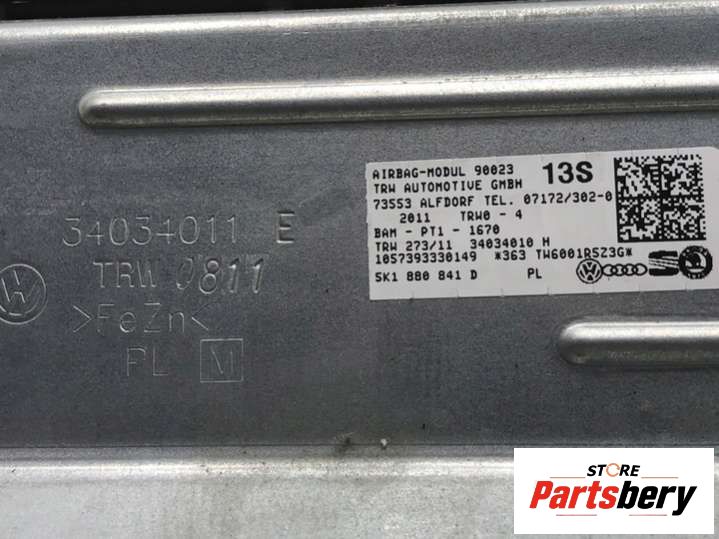 AIRBAG-MODUL 90023
13S
TRW AUTOMOTIVE GMBH
73553 ALFDORF TEL. 07172/302-0
2011 TRW0 - 4
BAM - PT1 - 1670
TRW 273/11 34034010 H
1057393330149 *363 TW6001RSZ3G*
5K1 880 841 D PL
34034011 E
TRW 0811
>FeZn<
PL M
STORE
Partsbery